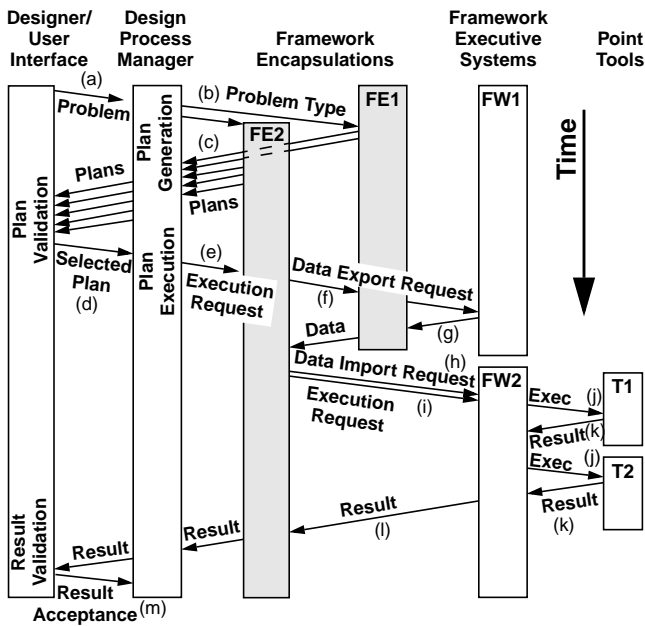 Designer/
User
Interface
Design
Process
Manager
Framework
Encapsulations
Framework
Executive
Systems
Point
Tools
(a)
Problem
(b)
Problem Type
FE1
FW1
FE2
(c)
Plan
Generation
Plans
Plans
Time
Plan
Validation
Selected
Plan
(d)
Plan
Execution
(e)
Execution
Request
Data Export Request
(f)
(g)
Data
(h)
Data Import Request
FW2
(i)
Execution
Request
Exec
(j)
T1
Result
(k)
Exec
(j)
T2
Result
(k)
Result
(l)
Result
Result
Result
Validation
Result
Acceptance
(m)